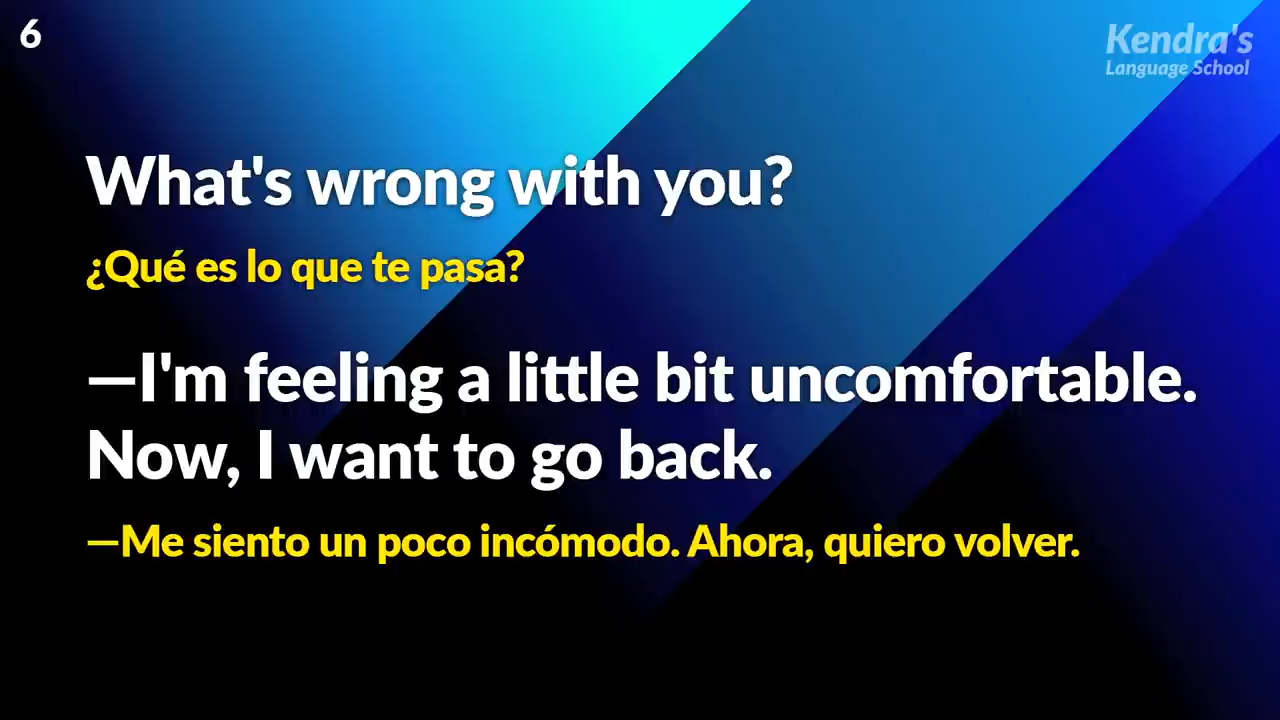 6
Kendra's
Language School
What's wrong with you?
¿Qué es lo que te pasa?
—I'm feeling a little bit uncomfortable.
Now, I want to go back.
—Me siento un poco incómodo. Ahora, quiero volver.